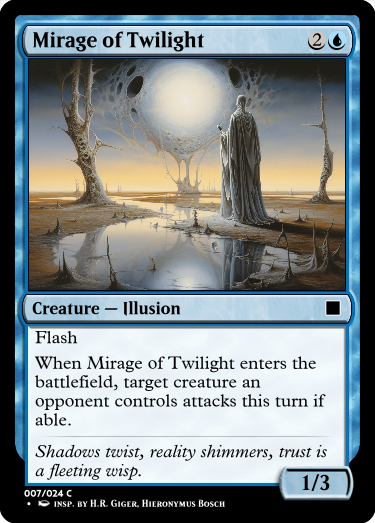 Mirage of Twilight 2
Creature — Illusion
Flash
When Mirage of Twilight enters the
battlefield, target creature an
opponent controls attacks this turn if
able.
Shadows twist, reality shimmers, trust is
a fleeting wisp.
1/3
007/024 C
• INSP. BY H.R. GIGER, HIERONYMUS BOSCH